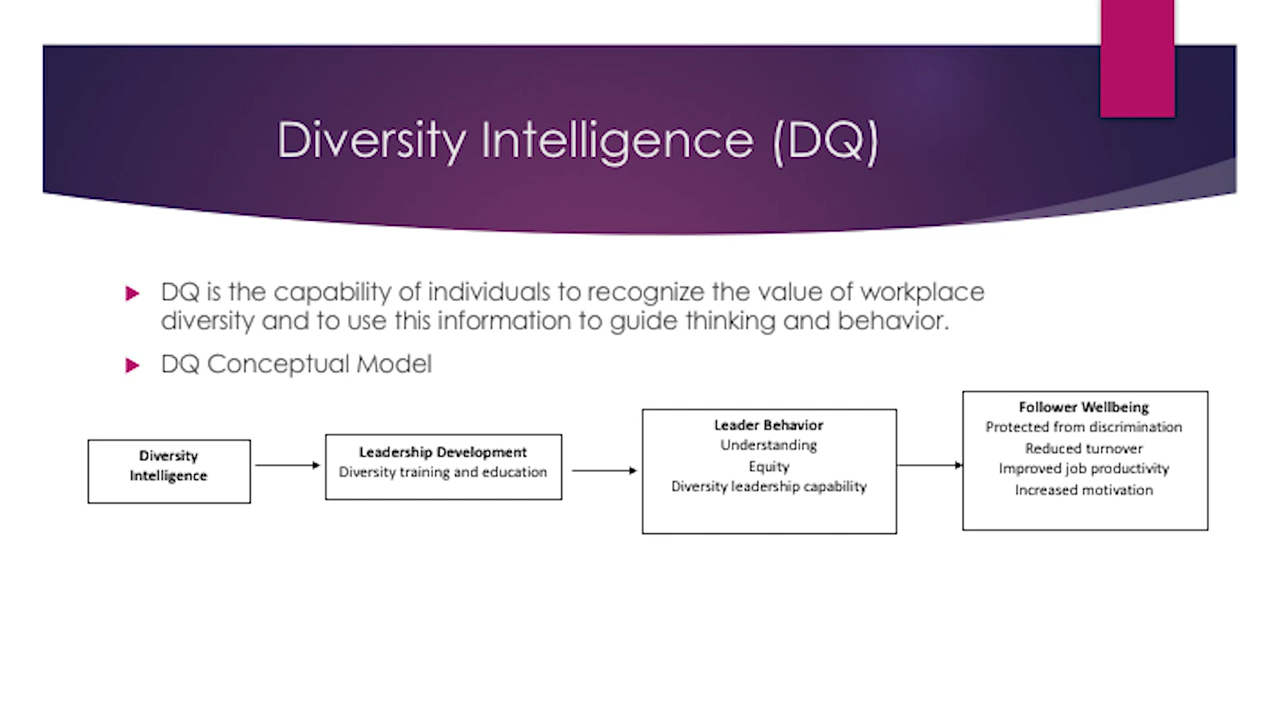 Diversity Intelligence (DQ)
DQ is the capability of individuals to recognize the value of workplace
diversity and to use this information to guide thinking and behavior.
DQ Conceptual Model
Diversity
Intelligence
Leadership Development
Diversity training and education
Leader Behavior
Understanding
Equity
Diversity leadership capability
Follower Wellbeing
Protected from discrimination
Reduced turnover
Improved job productivity
Increased motivation